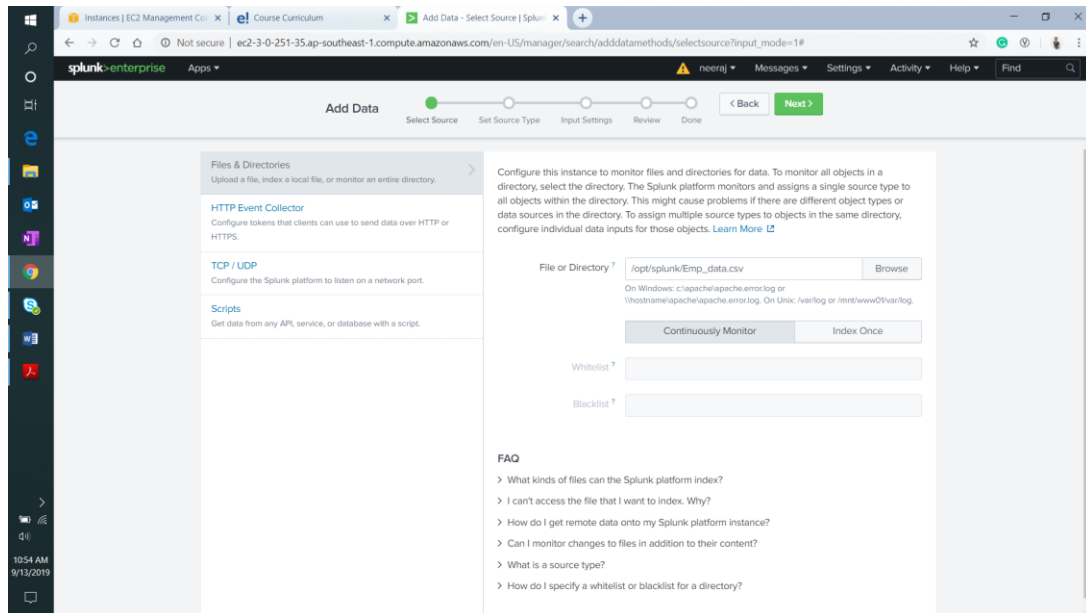 Instances | EC2 Management Co
Course Curriculum
Add Data - Select Source | Splun
Not secure | ec2-3-0-251-35.ap-southeast-1.compute.amazonaws.com/en-US/manager/search/adddatamethods/selectsource?input_mode=1#
splunk>enterprise Apps
neeraj Messages Settings Activity Help Find
Add Data
Select Source Set Source Type Input Settings Review Done
< Back Next >
Files & Directories
Upload a file, index a local file, or monitor an entire directory.
HTTP Event Collector
Configure tokens that clients can use to send data over HTTP or
HTTPS.
TCP / UDP
Configure the Splunk platform to listen on a network port.
Scripts
Get data from any API, service, or database with a script.
Configure this instance to monitor files and directories for data. To monitor all objects in a
directory, select the directory. The Splunk platform monitors and assigns a single source type to
all objects within the directory. This might cause problems if there are different object types or
data sources in the directory. To assign multiple source types to objects in the same directory,
configure individual data inputs for those objects. Learn More
File or Directory ? /opt/splunk/Emp_data.csv Browse
On Windows: c:\apache\apache.error.log or
\\hostname\apache\apache.error.log. On Unix: /var/log or /mnt/www01/var/log.
Continuously Monitor Index Once
Whitelist ?
Blacklist ?
FAQ
> What kinds of files can the Splunk platform index?
> I can't access the file that I want to index. Why?
> How do I get remote data onto my Splunk platform instance?
> Can I monitor changes to files in addition to their content?
> What is a source type?
> How do I specify a whitelist or blacklist for a directory?
10:54 AM
9/13/2019